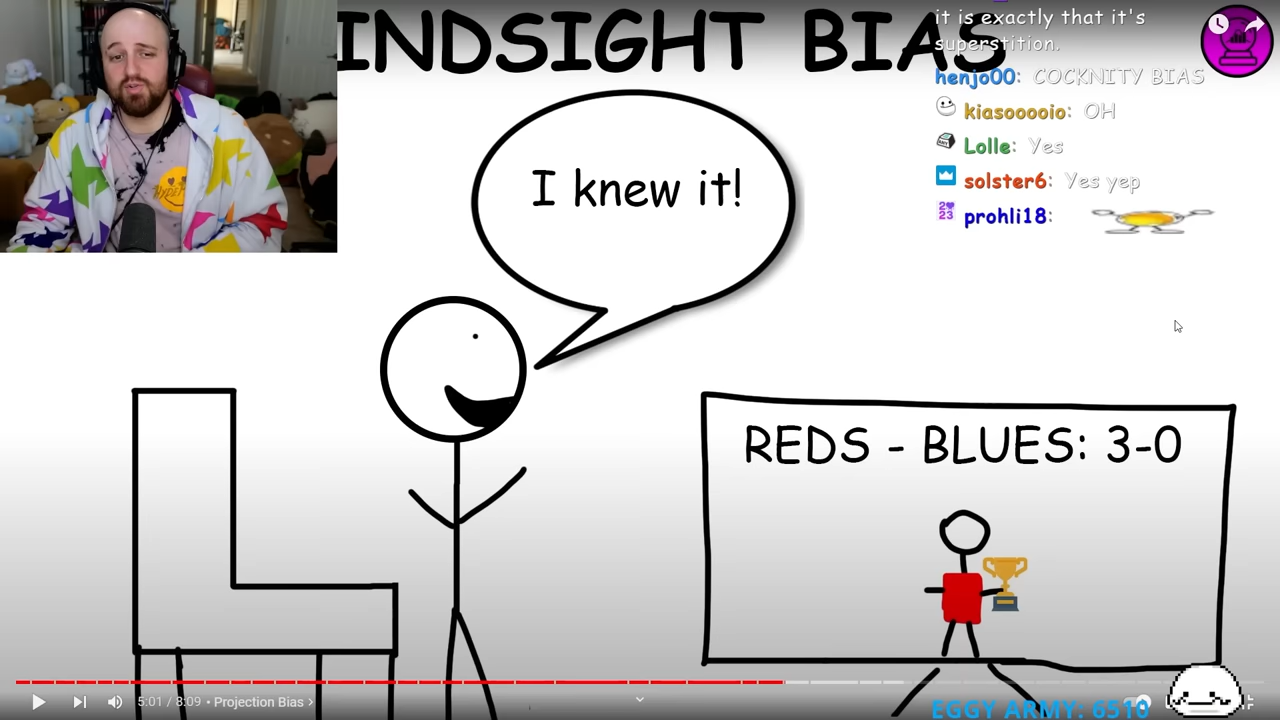 INDSIGHT BIAS
it is exactly that it's
superstition.
henjo00: COCKNITY BIAS
kiasooooio: OH
Lolle: Yes
solster6: Yes yep
prohli18:
I knew it!
REDS - BLUES: 3-0
5:01 / 8:09 • Projection Bias >
EGGY ARMY: 6510